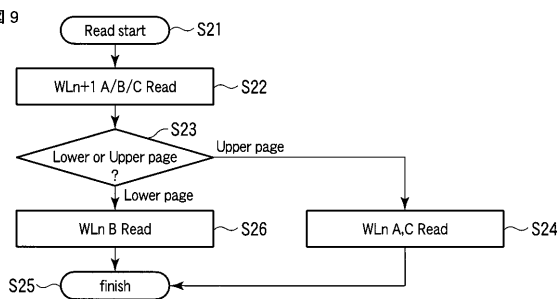 図9
Read start
S21
WLn+1 A/B/C Read
S22
S23
Lower or Upper page
?
Upper page
Lower page
WLn B Read
S26
WLn A,C Read
S24
S25
finish